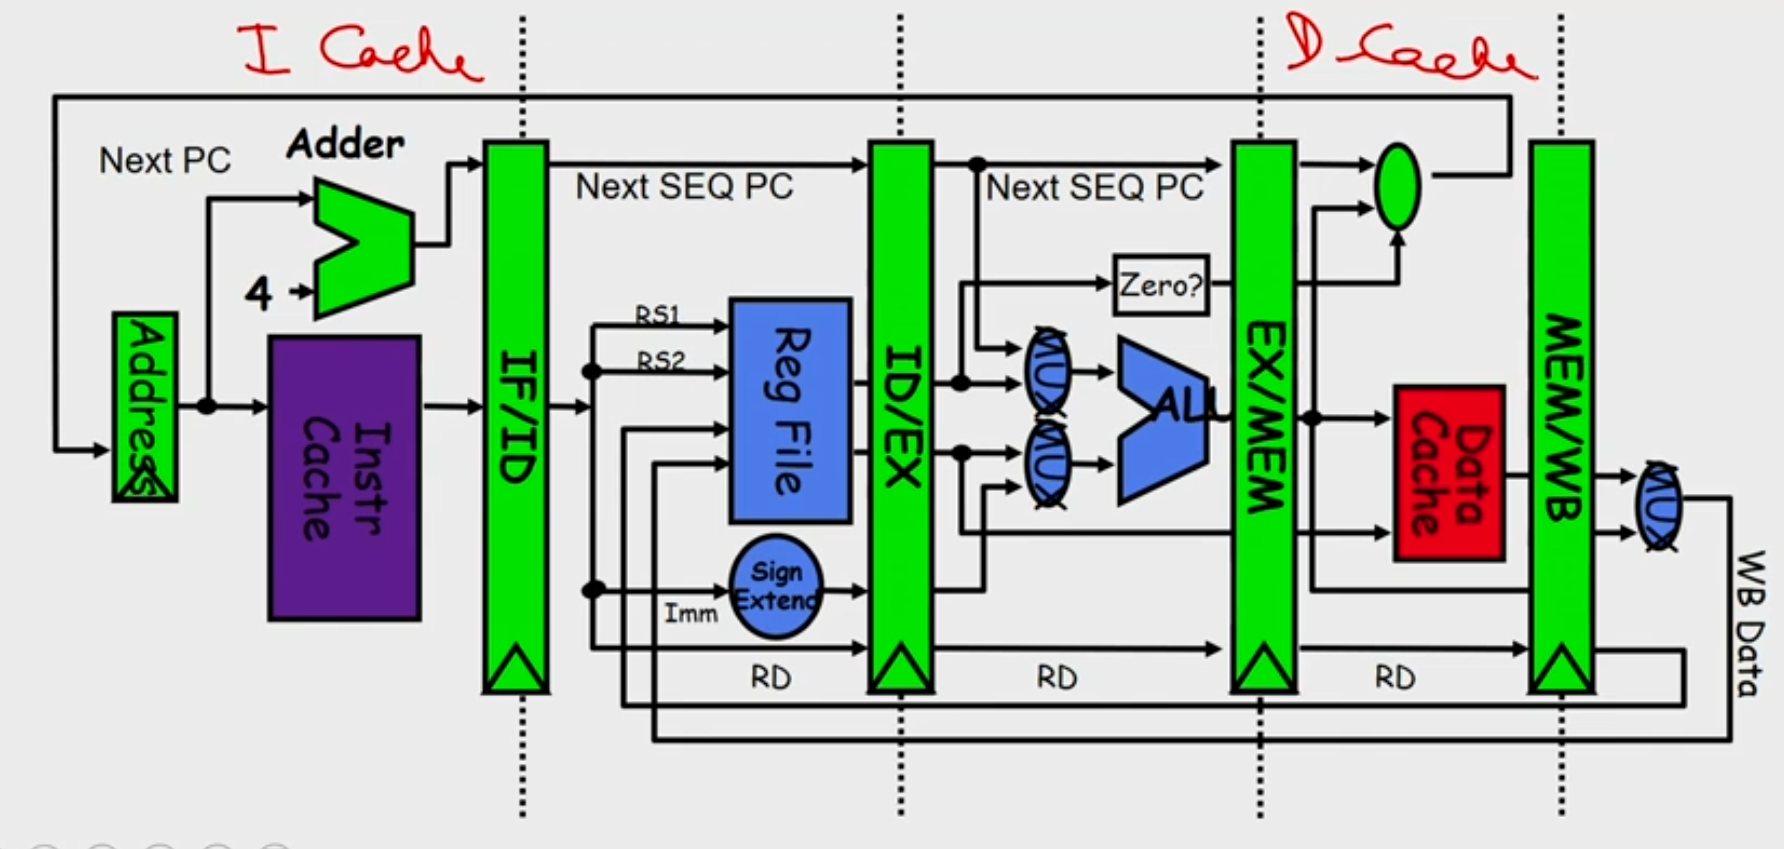 I Cache
D Cache
Next PC
Adder
4
Address
Instr
Cache
IF/ID
Next SEQ PC
RS1
RS2
Reg File
Sign
Extend
Imm
RD
ID/EX
Next SEQ PC
Zero?
MUX
MUX
ALU
RD
EX/MEM
Data
Cache
RD
MEM/WB
MUX
WB Data